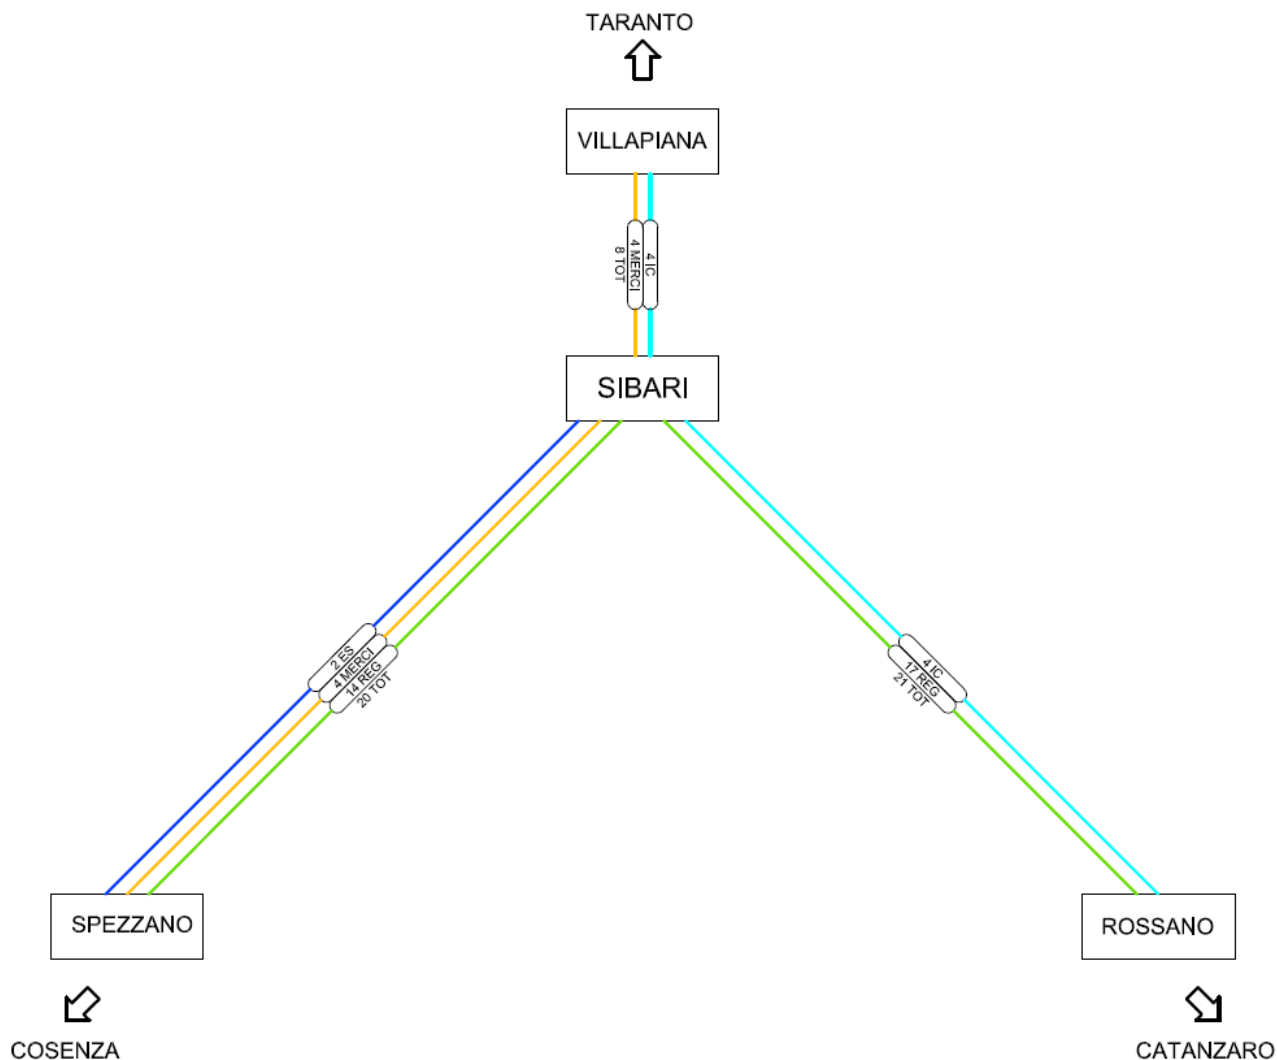 TARANTO
VILLAPIANA
4 IC
4 MERCI
8 TOT
SIBARI
2 ES
4 MERCI
14 REG
20 TOT
4 IC
17 REG
21 TOT
SPEZZANO
ROSSANO
COSENZA
CATANZARO